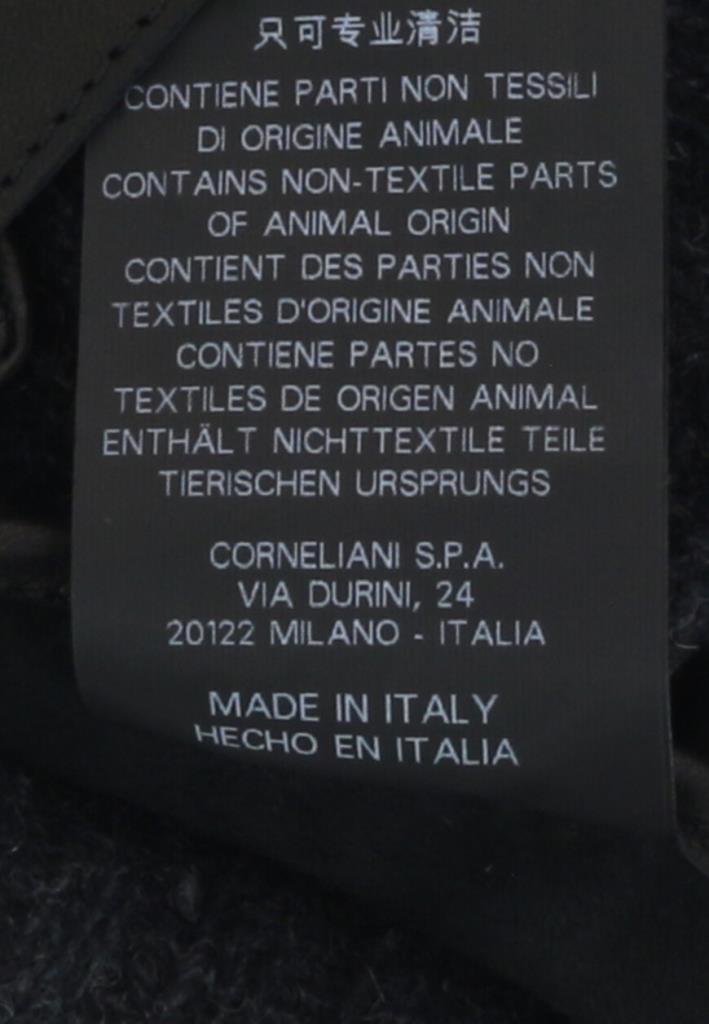 只可专业清洁
CONTIENE PARTI NON TESSILI
DI ORIGINE ANIMALE
CONTAINS NON-TEXTILE PARTS
OF ANIMAL ORIGIN
CONTIENT DES PARTIES NON
TEXTILES D'ORIGINE ANIMALE
CONTIENE PARTES NO
TEXTILES DE ORIGEN ANIMAL
ENTHÄLT NICHTTEXTILE TEILE
TIERISCHEN URSPRUNGS
CORNELIANI S.P.A.
VIA DURINI, 24
20122 MILANO - ITALIA
MADE IN ITALY
HECHO EN ITALIA